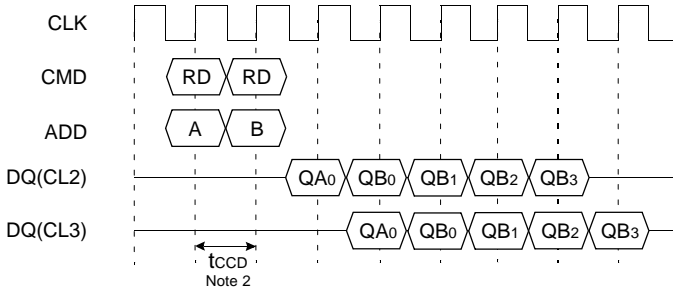 CLK
CMD RD RD
ADD A B
DQ(CL2) QA0 QB0 QB1 QB2 QB3
DQ(CL3) QA0 QB0 QB1 QB2 QB3
tCCD
Note 2